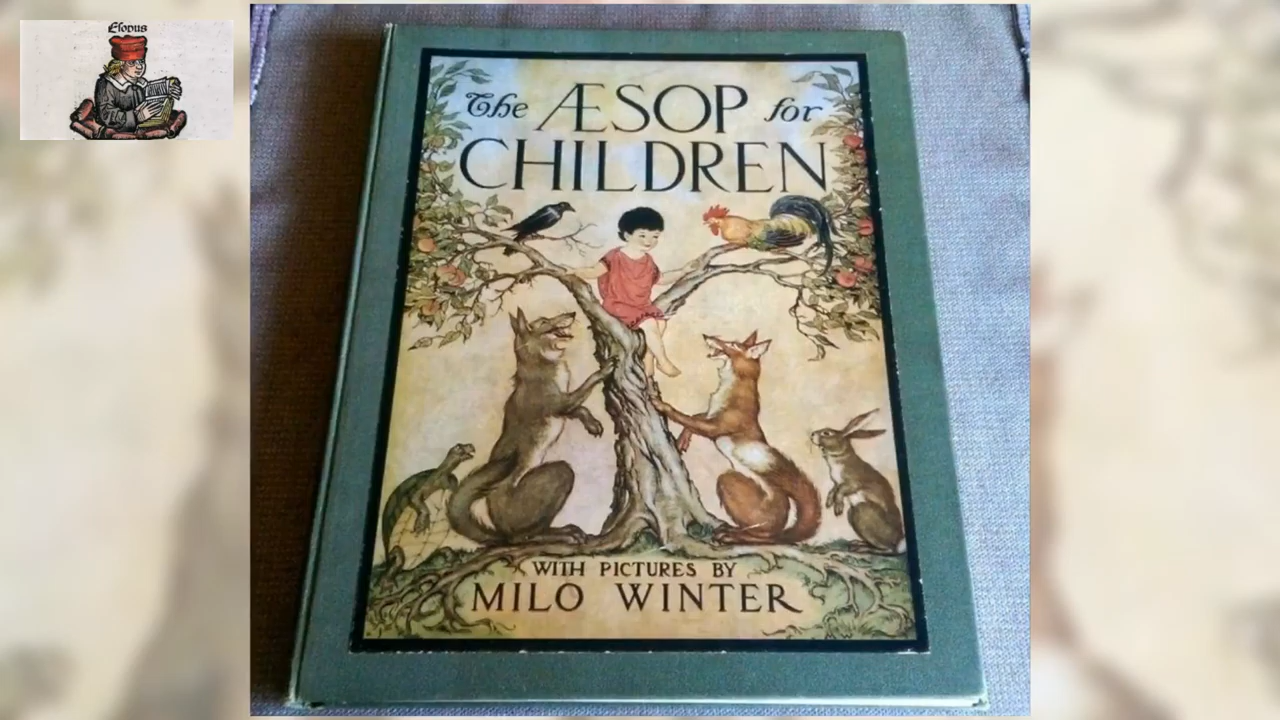 Esopus
The ÆSOP for
CHILDREN
WITH PICTURES BY
MILO WINTER